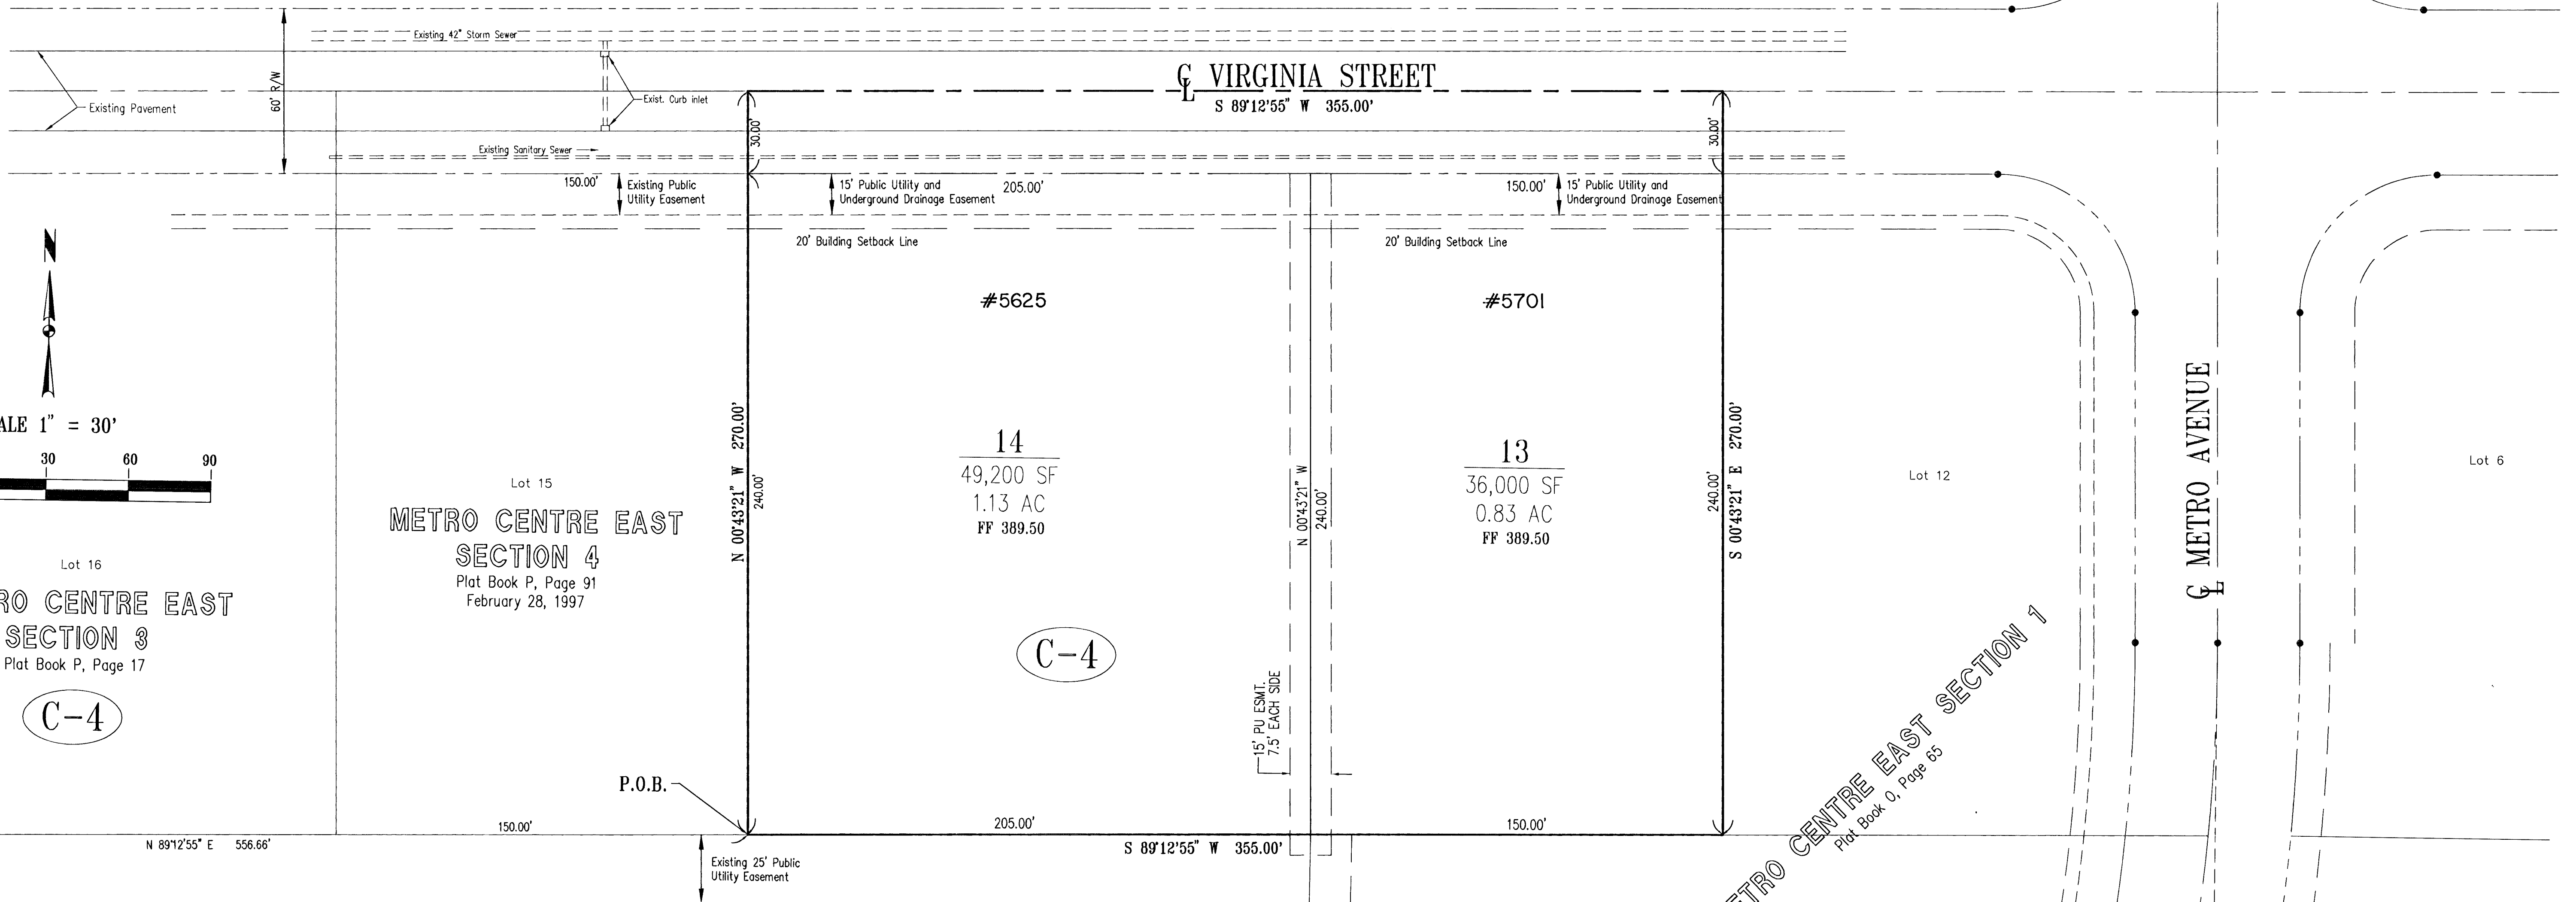 Existing 42" Storm Sewer
℄ VIRGINIA STREET
S 89°12'55" W 355.00'
60' R/W
Existing Pavement
Exist. Curb inlet
30.00'
30.00'
Existing Sanitary Sewer
150.00'
Existing Public
Utility Easement
15' Public Utility and
Underground Drainage Easement
205.00'
150.00'
15' Public Utility and
Underground Drainage Easement
20' Building Setback Line
20' Building Setback Line
N
#5625
#5701
ALE 1" = 30'
30 60 90
N 00°43'21" W 270.00'
240.00'
14
49,200 SF
1.13 AC
FF 389.50
N 00°43'21" W
240.00'
13
36,000 SF
0.83 AC
FF 389.50
240.00'
S 00°43'21" E 270.00'
Lot 12
℄ METRO AVENUE
Lot 6
Lot 15
METRO CENTRE EAST
SECTION 4
Plat Book P, Page 91
February 28, 1997
Lot 16
RO CENTRE EAST
SECTION 3
Plat Book P, Page 17
C-4
C-4
15' PU ESMT.
7.5' EACH SIDE
TRO CENTRE EAST SECTION 1
Plat Book O, Page 65
P.O.B.
150.00'
205.00'
150.00'
N 89°12'55" E 556.66'
S 89°12'55" W 355.00'
Existing 25' Public
Utility Easement